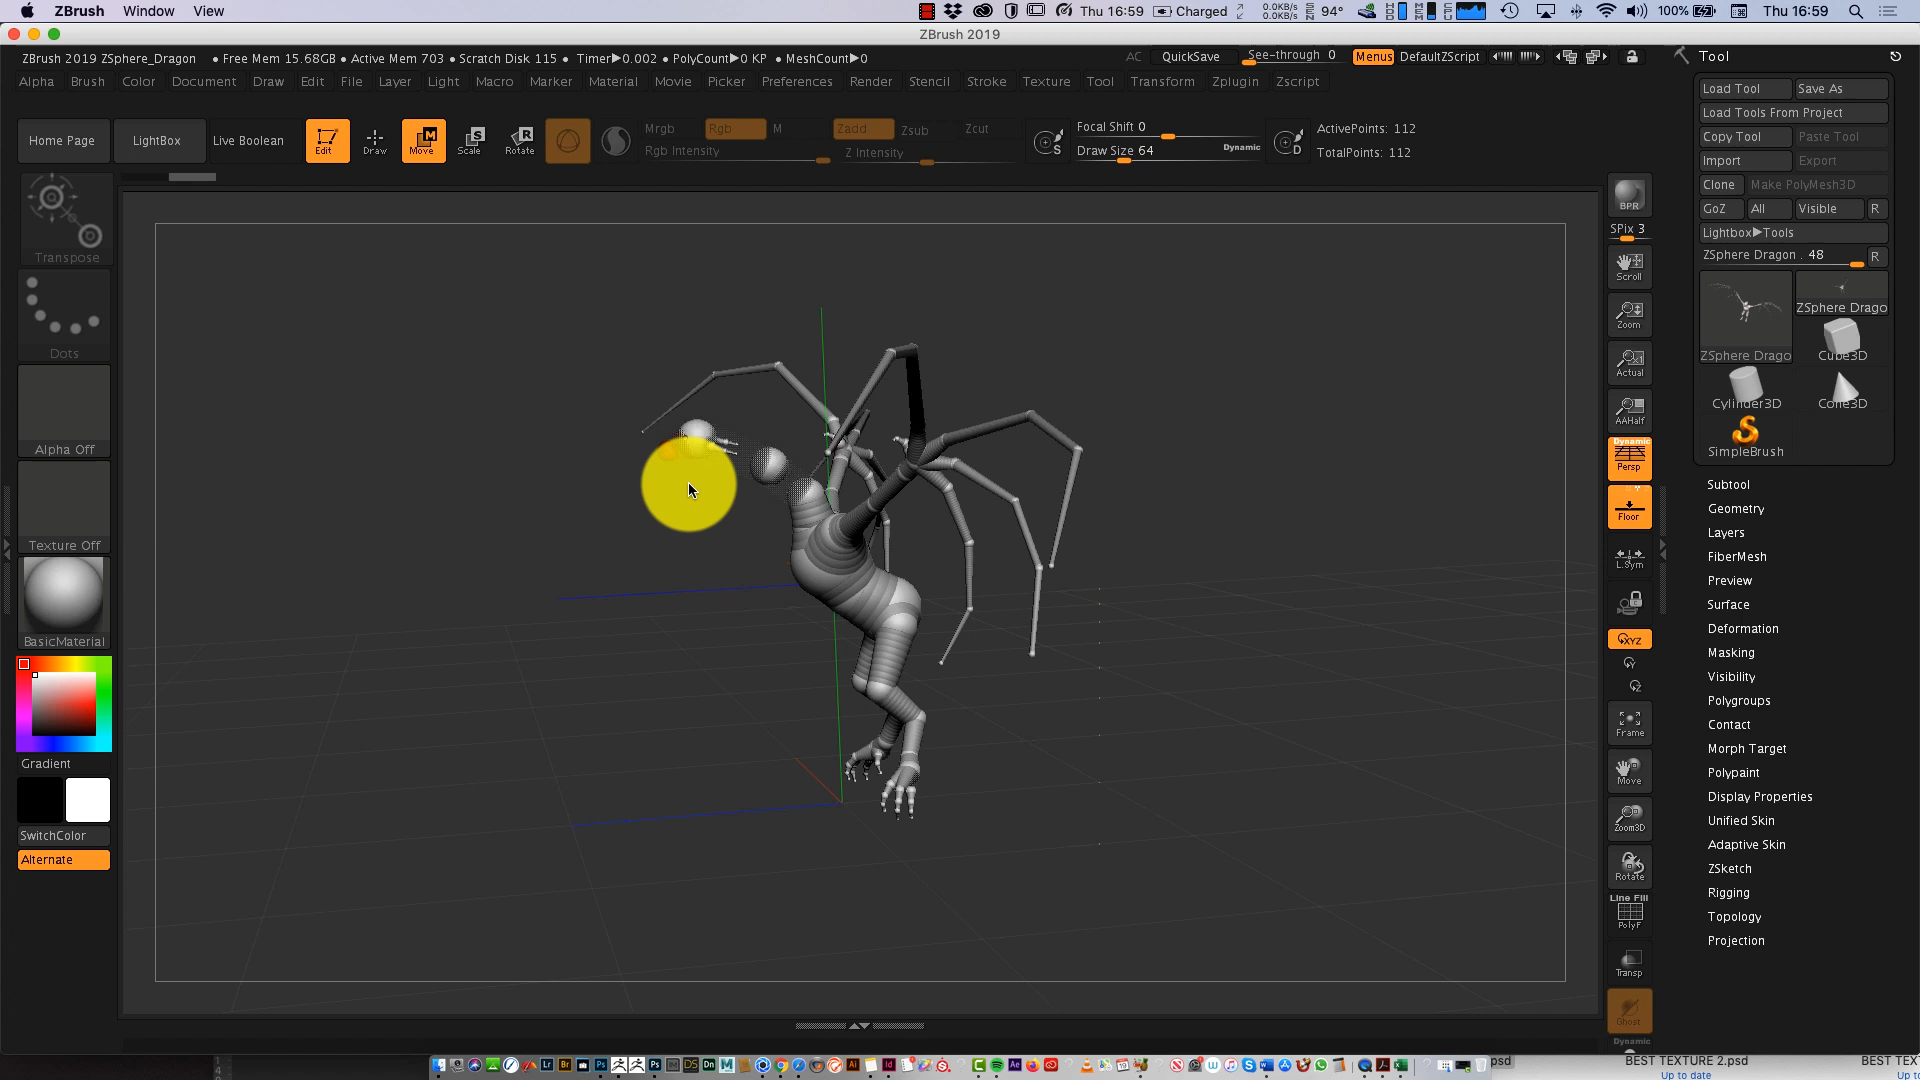 ZBrush Window View
0.0KB/s
0.0KB/s
94°
Thu 16:59 Charged 100% Thu 16:59
ZBrush 2019
ZBrush 2019 ZSphere_Dragon • Free Mem 15.68GB • Active Mem 703 • Scratch Disk 115 • Timer▶0.002 • PolyCount▶0 KP • MeshCount▶0
AC QuickSave See-through 0 Menus DefaultZScript
Alpha Brush Color Document Draw Edit File Layer Light Macro Marker Material Movie Picker Preferences Render Stencil Stroke Texture Tool Transform Zplugin Zscript
Home Page LightBox Live Boolean Edit Draw Move Scale Rotate
Mrgb Rgb M Zadd Zsub Zcut
Rgb Intensity Z Intensity
Focal Shift 0
Draw Size 64 Dynamic
ActivePoints: 112
TotalPoints: 112
Transpose
Dots
Alpha Off
Texture Off
BasicMaterial
Gradient
SwitchColor
Alternate
BPR
SPix 3
Scroll
Zoom
Actual
AAHalf
Dynamic
Persp
Floor
L.Sym
XYZ
Y
Z
Frame
Move
Zoom3D
Rotate
Line Fill
PolyF
Transp
Ghost
Dynamic
Tool
Load Tool Save As
Load Tools From Project
Copy Tool Paste Tool
Import Export
Clone Make PolyMesh3D
GoZ All Visible R
Lightbox▶Tools
ZSphere Dragon . 48 R
ZSphere Drago
ZSphere Drago Cube3D
Cylinder3D Cone3D
SimpleBrush
Subtool
Geometry
Layers
FiberMesh
Preview
Surface
Deformation
Masking
Visibility
Polygroups
Contact
Morph Target
Polypaint
Display Properties
Unified Skin
Adaptive Skin
ZSketch
Rigging
Topology
Projection
.psd BEST TEXTURE 2.psd BEST TEX
Up to date Up to